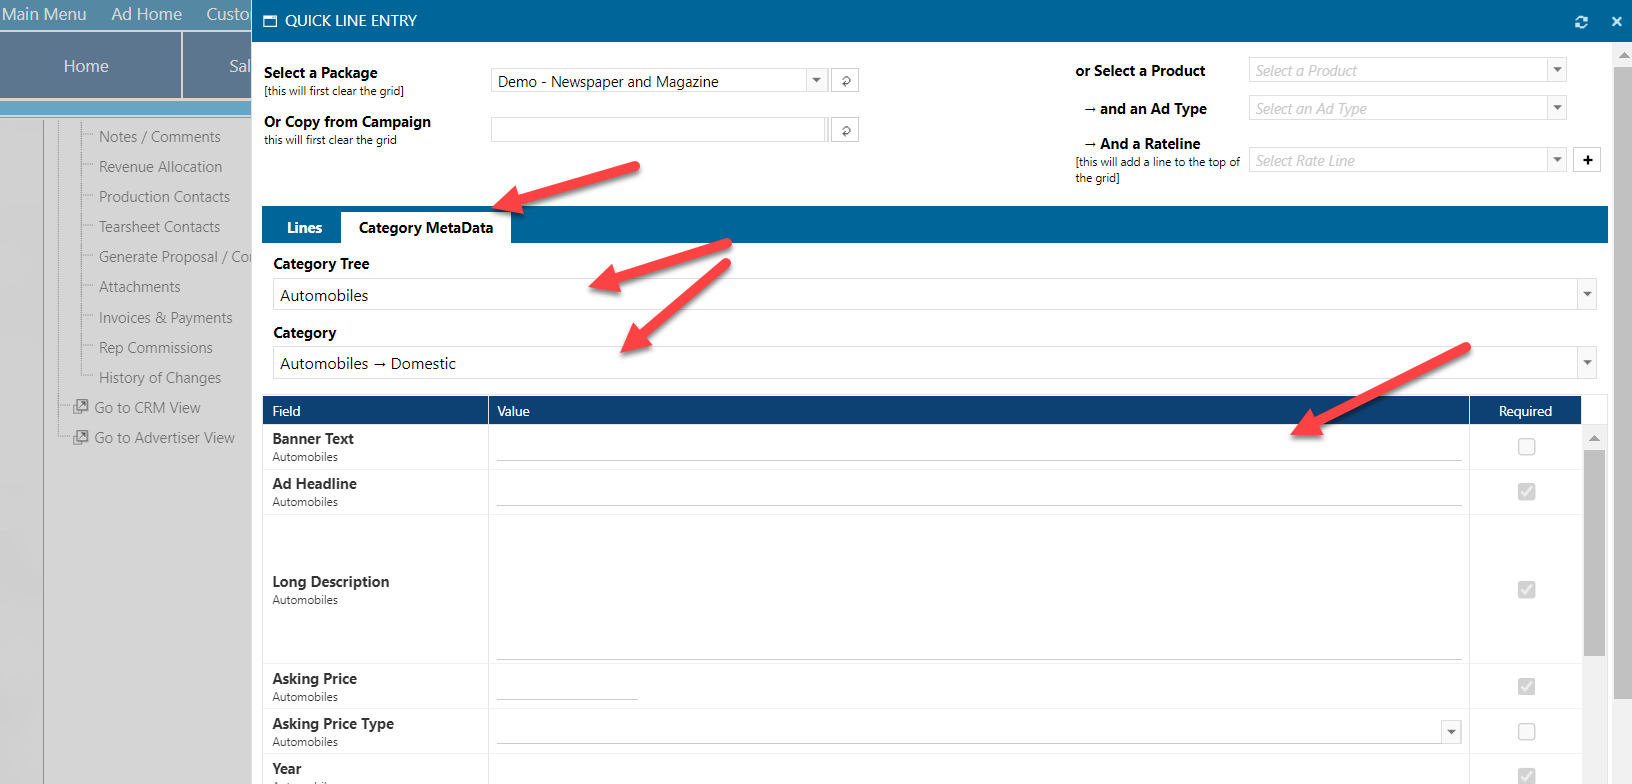 Main Menu Ad Home Custo
QUICK LINE ENTRY
Home Sal
Select a Package
[this will first clear the grid]
Demo - Newspaper and Magazine
Or Copy from Campaign
this will first clear the grid
or Select a Product
Select a Product
→ and an Ad Type
Select an Ad Type
→ And a Rateline
[this will add a line to the top of
the grid]
Select Rate Line
+
Notes / Comments
Revenue Allocation
Production Contacts
Tearsheet Contacts
Generate Proposal / Co
Attachments
Invoices & Payments
Rep Commissions
History of Changes
Go to CRM View
Go to Advertiser View
Lines Category MetaData
Category Tree
Automobiles
Category
Automobiles → Domestic
Field Value Required
Banner Text
Automobiles
Ad Headline
Automobiles
Long Description
Automobiles
Asking Price
Automobiles
Asking Price Type
Automobiles
Year